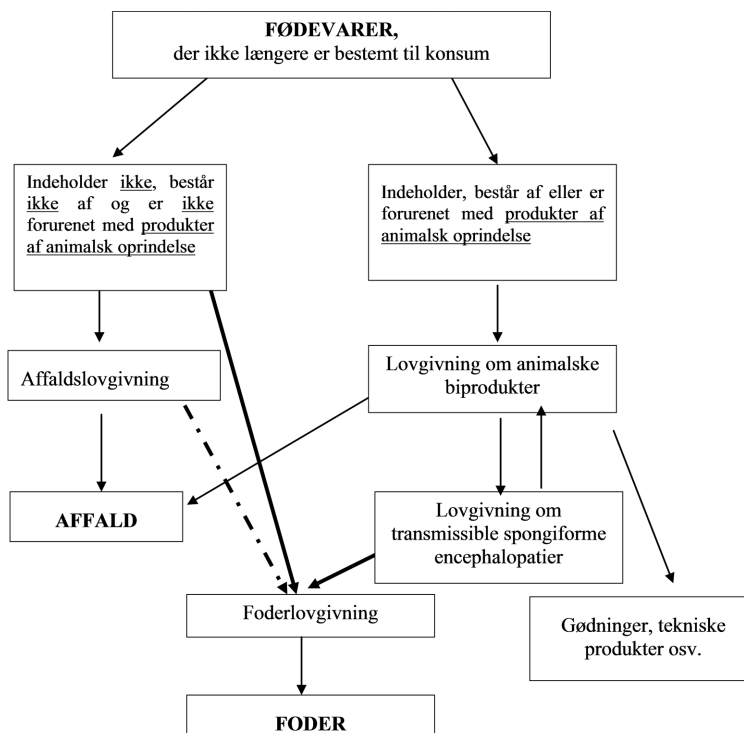 FØDEVARER,
der ikke længere er bestemt til konsum
Indeholder ikke, består
ikke af og er ikke
forurenet med produkter
af animalsk oprindelse
Indeholder, består af eller er
forurenet med produkter af
animalsk oprindelse
Affaldslovgivning
Lovgivning om animalske
biprodukter
AFFALD
Lovgivning om
transmissible spongiforme
encephalopatier
Foderlovgivning
Gødninger, tekniske
produkter osv.
FODER